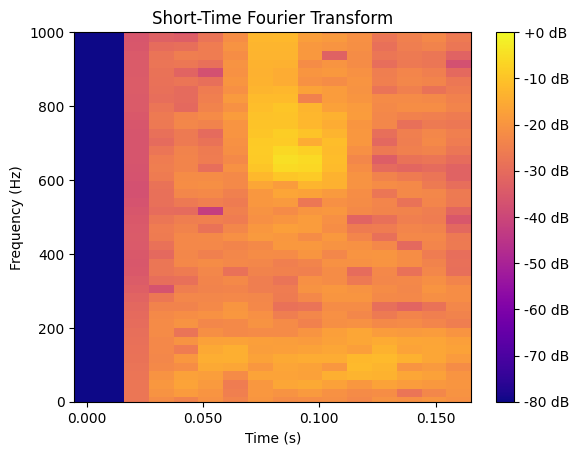 Short-Time Fourier Transform
Frequency (Hz)
1000
800
600
400
200
0
0.000
0.050
0.100
0.150
Time (s)
+0 dB
-10 dB
-20 dB
-30 dB
-40 dB
-50 dB
-60 dB
-70 dB
-80 dB